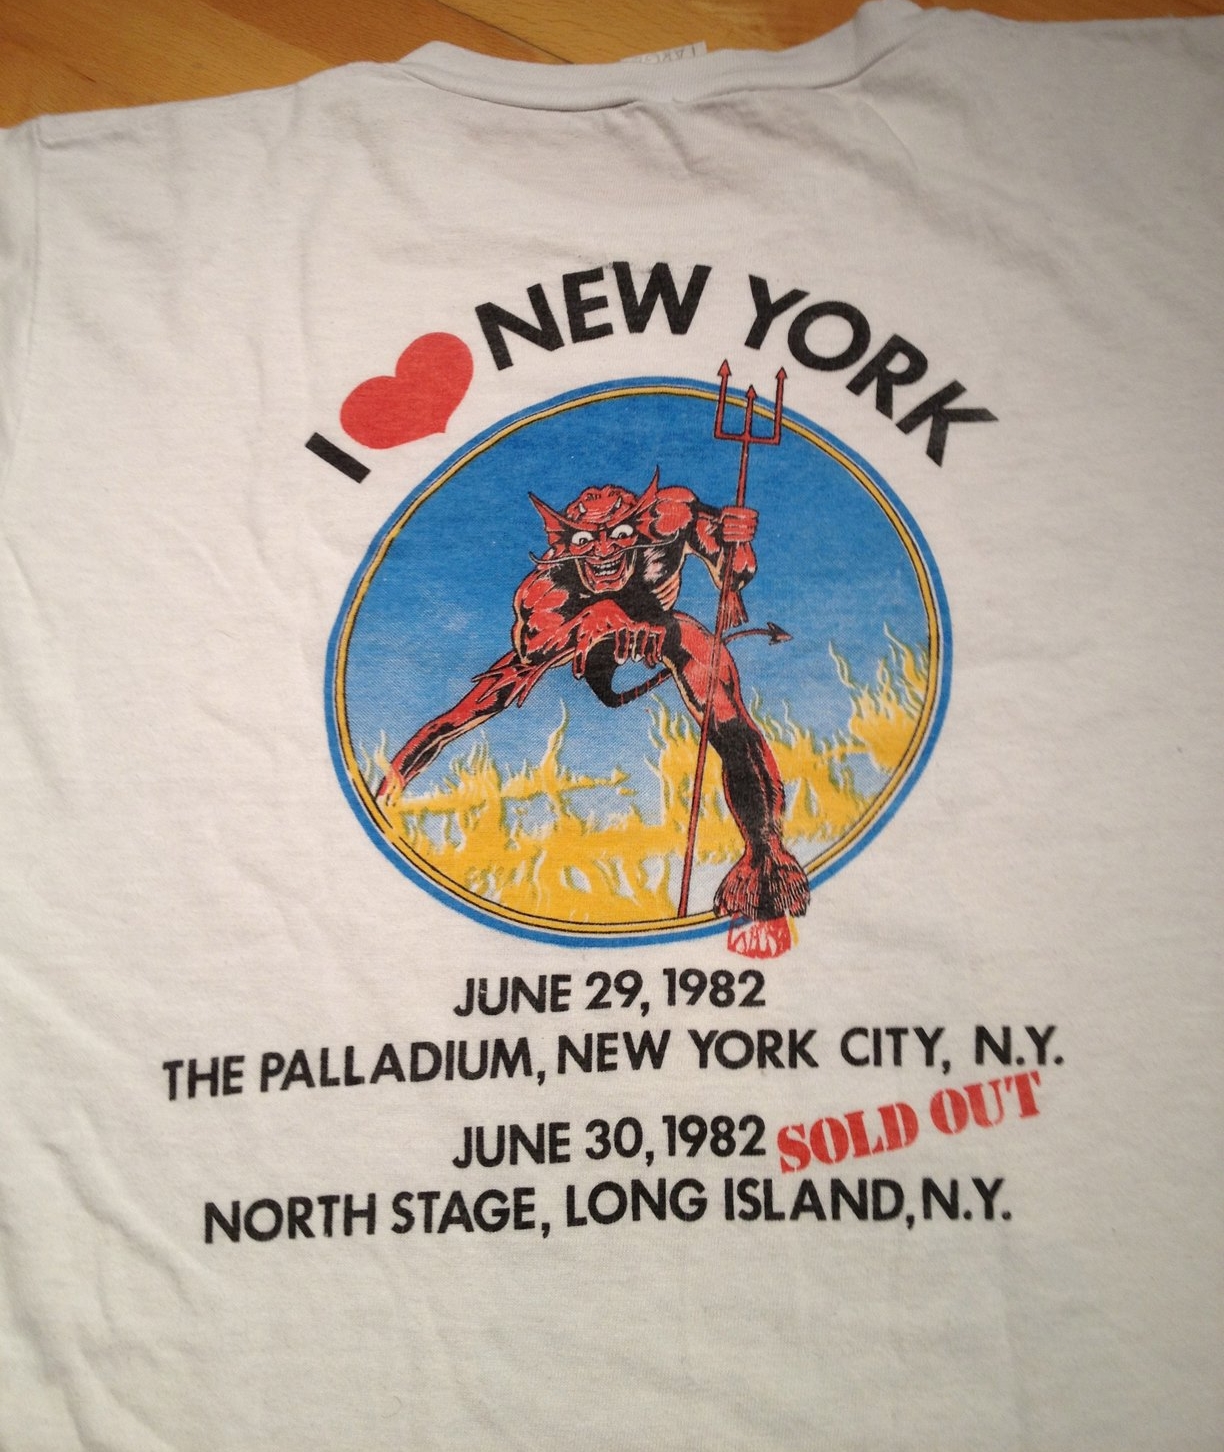 I ♥ NEW YORK
JUNE 29, 1982
THE PALLADIUM, NEW YORK CITY, N.Y.
JUNE 30, 1982 SOLD OUT
NORTH STAGE, LONG ISLAND, N.Y.